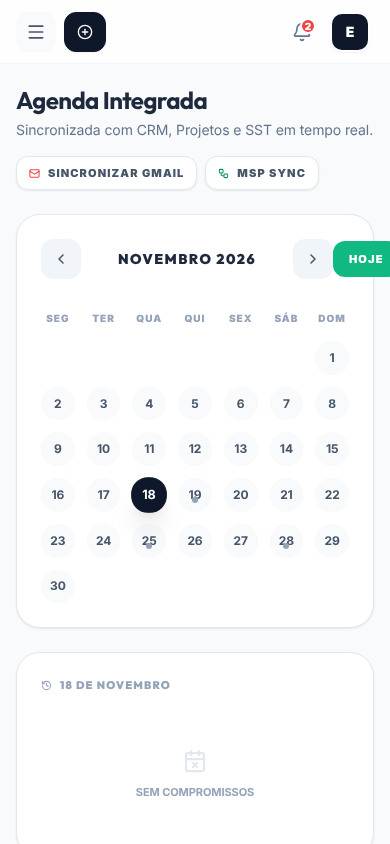 2
E
Agenda Integrada
Sincronizada com CRM, Projetos e SST em tempo real.
SINCRONIZAR GMAIL MSP SYNC
NOVEMBRO 2026 HOJE
SEG TER QUA QUI SEX SÁB DOM
1
2 3 4 5 6 7 8
9 10 11 12 13 14 15
16 17 18 19 20 21 22
23 24 25 26 27 28 29
30
18 DE NOVEMBRO
SEM COMPROMISSOS